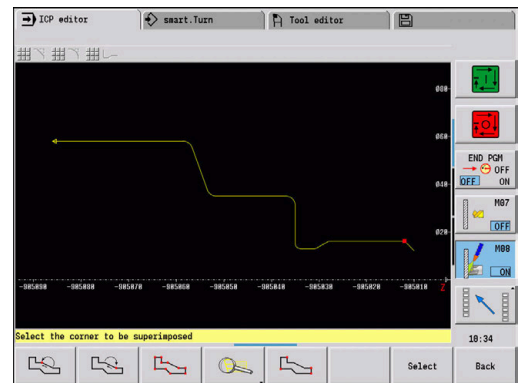 ICP editor
smart.Turn
Tool editor
Ø80
Ø60
END PGM
OFF
OFF ON
Ø40
M07
OFF
Ø20
M08
ON
Z
Select the corner to be superimposed
18:34
Select
Back